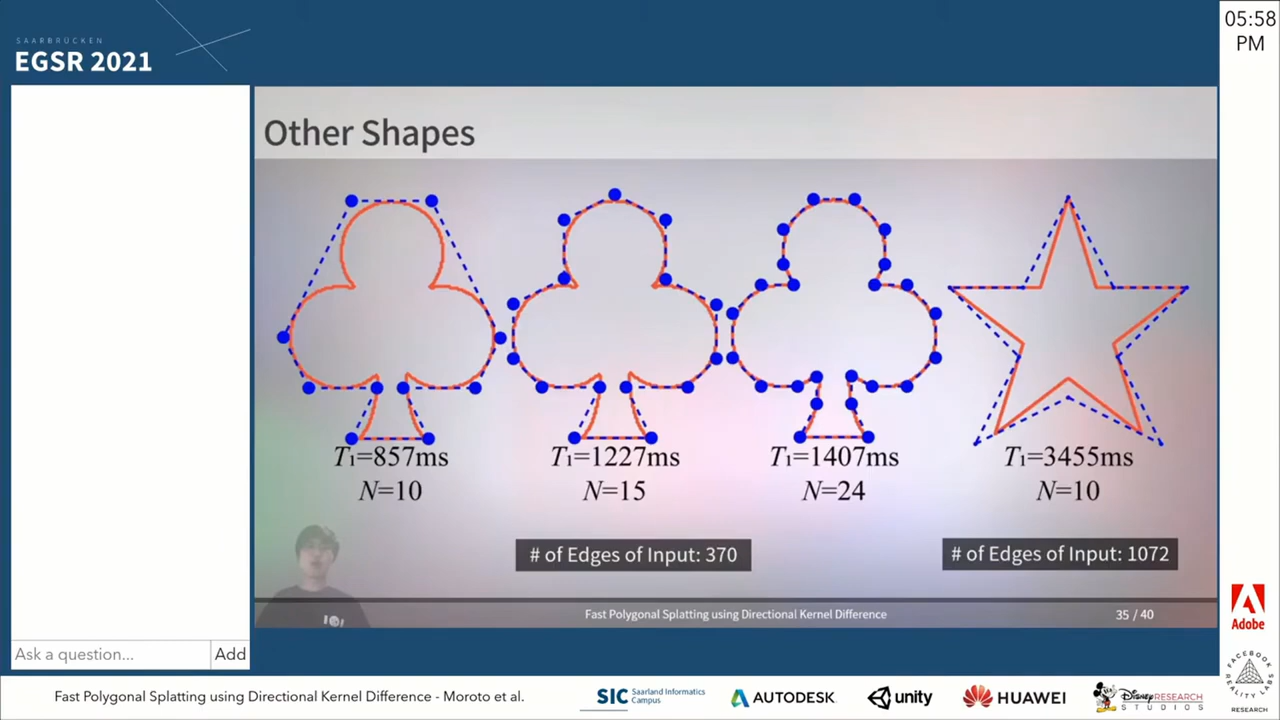 05:58
PM
SAARBRÜCKEN
EGSR 2021
Other Shapes
T1=857ms
N=10
T1=1227ms
N=15
T1=1407ms
N=24
T1=3455ms
N=10
# of Edges of Input: 370
# of Edges of Input: 1072
Fast Polygonal Splatting using Directional Kernel Difference
35 / 40
Ask a question...
Add
Adobe
FACEBOOK
REALITY LABS
RESEARCH
Fast Polygonal Splatting using Directional Kernel Difference - Moroto et al.
SIC Saarland Informatics
Campus
AUTODESK
unity
HUAWEI
Disney RESEARCH
STUDIOS